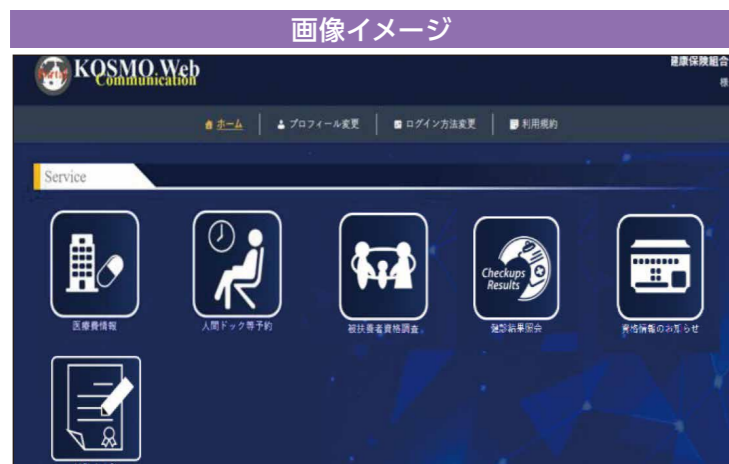 画像イメージ
Portal KOSMO Web
Communication
健康保険組合
様
ホーム
プロフィール変更
ログイン方法変更
利用規約
Service
Checkups
Results
医療費情報
人間ドック等予約
被扶養者資格調査
健診結果照会
資格情報のお知らせ